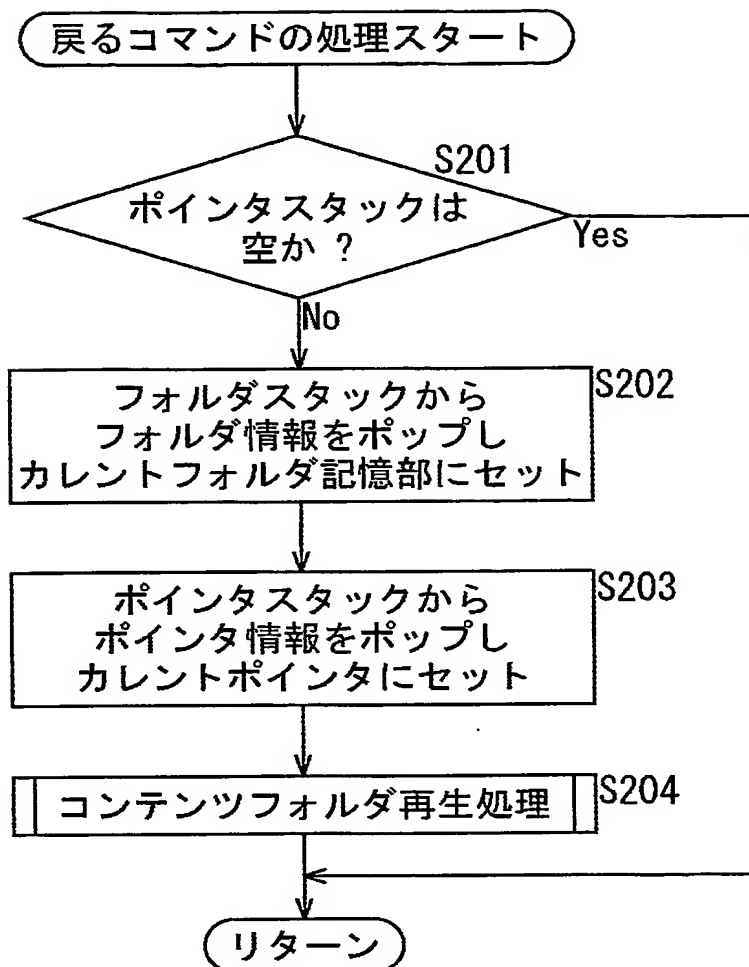 戻るコマンドの処理スタート
S201
ポインタスタックは
空か ?
Yes
No
S202
フォルダスタックから
フォルダ情報をポップし
カレントフォルダ記憶部にセット
S203
ポインタスタックから
ポインタ情報をポップし
カレントポインタにセット
S204
コンテンツフォルダ再生処理
リターン